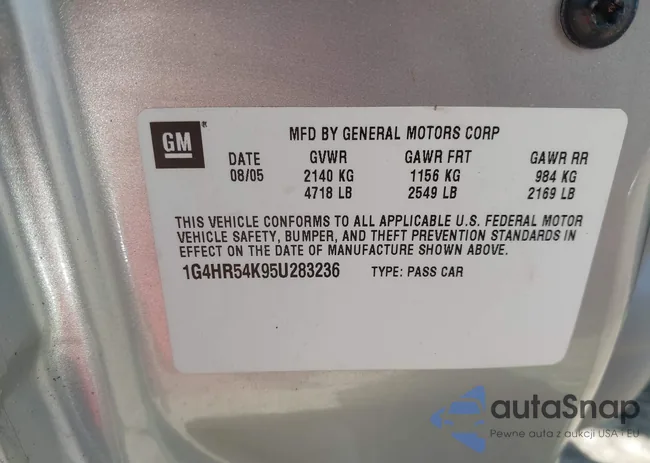 GM
MFD BY GENERAL MOTORS CORP
DATE GVWR GAWR FRT GAWR RR
08/05 2140 KG 1156 KG 984 KG
4718 LB 2549 LB 2169 LB
THIS VEHICLE CONFORMS TO ALL APPLICABLE U.S. FEDERAL MOTOR
VEHICLE SAFETY, BUMPER, AND THEFT PREVENTION STANDARDS IN
EFFECT ON THE DATE OF MANUFACTURE SHOWN ABOVE.
1G4HR54K95U283236 TYPE: PASS CAR
autaSnap
Pewne auta z aukcji USA i EU